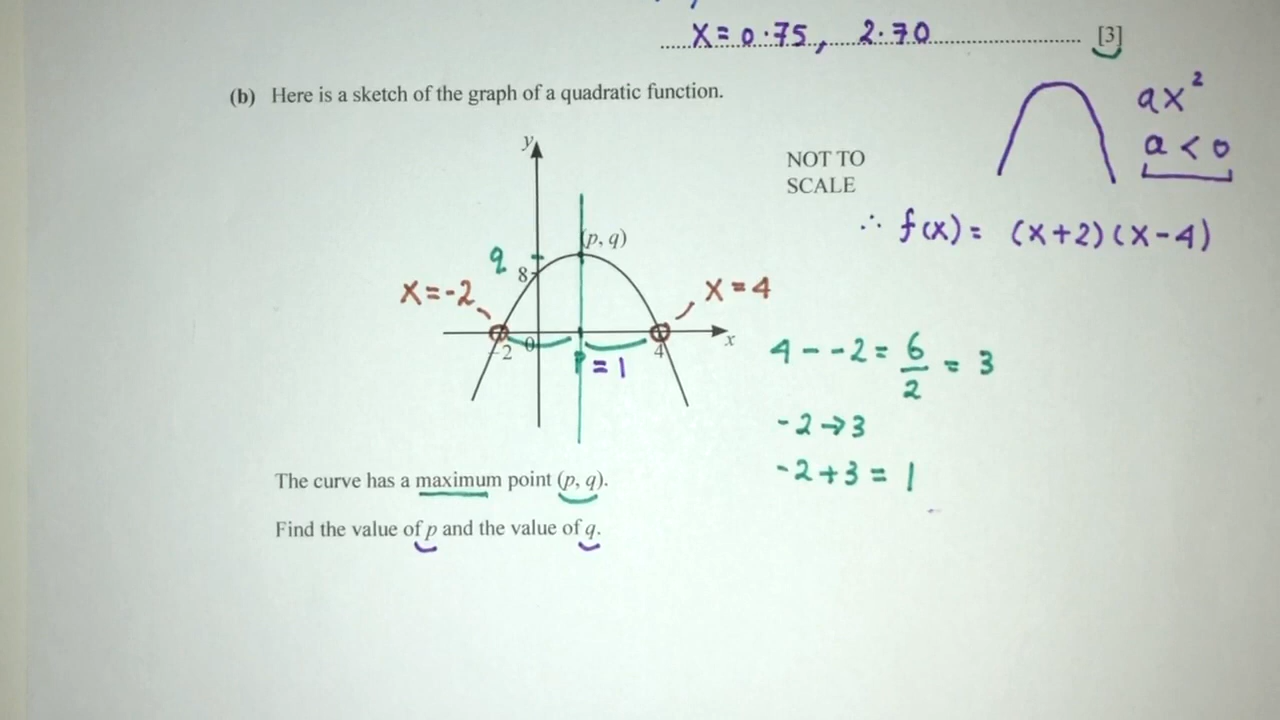 x = 0.75, 2.70 [3]
(b) Here is a sketch of the graph of a quadratic function.
ax²
a < 0
NOT TO
SCALE
∴ f(x) = (x+2)(x-4)
y
(p, q)
q
8
x=-2
x = 4
-2
0
4
x
p = 1
4 - -2 = 6/2 = 3
-2 → 3
-2 + 3 = 1
The curve has a maximum point (p, q).
Find the value of p and the value of q.